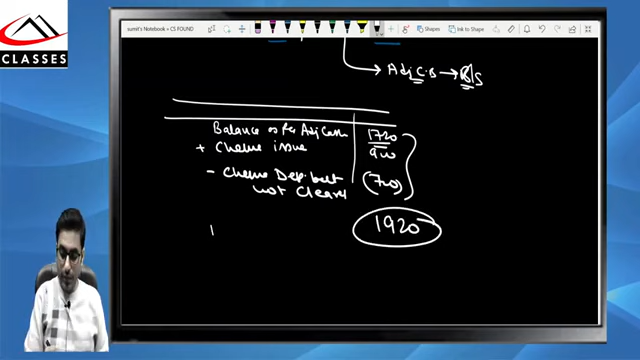 sumit's Notebook » CS FOUND
Shapes
Ink to Shape
CLASSES
Adj C.B → B/S
Balance as Per Adj Cash 1720
+ Cheque issue 900
- Cheque Dep. but (700)
not Cleared
1920